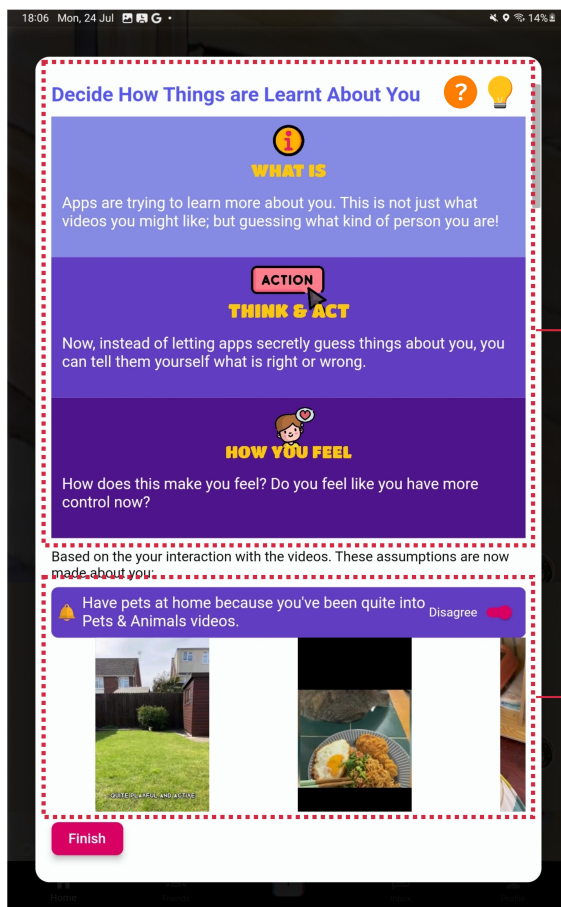 18:06 Mon, 24 Jul G • 14%
Decide How Things are Learnt About You ?
i
WHAT IS
Apps are trying to learn more about you. This is not just what
videos you might like; but guessing what kind of person you are!
ACTION
THINK & ACT
Now, instead of letting apps secretly guess things about you, you
can tell them yourself what is right or wrong.
HOW YOU FEEL
How does this make you feel? Do you feel like you have more
control now?
Based on the your interaction with the videos. These assumptions are now
made about you:
Have pets at home because you've been quite into
Pets & Animals videos.
Disagree
QUITE PLAYFUL AND ACTIVE
Finish
Home